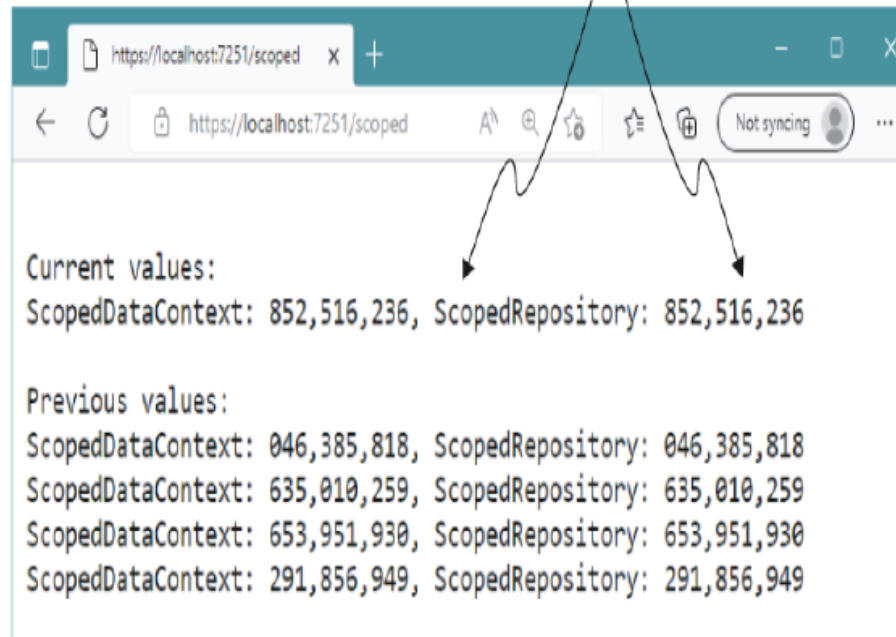 https://localhost:7251/scoped
https://localhost:7251/scoped Not syncing
Current values:
ScopedDataContext: 852,516,236, ScopedRepository: 852,516,236
Previous values:
ScopedDataContext: 046,385,818, ScopedRepository: 046,385,818
ScopedDataContext: 635,010,259, ScopedRepository: 635,010,259
ScopedDataContext: 653,951,930, ScopedRepository: 653,951,930
ScopedDataContext: 291,856,949, ScopedRepository: 291,856,949